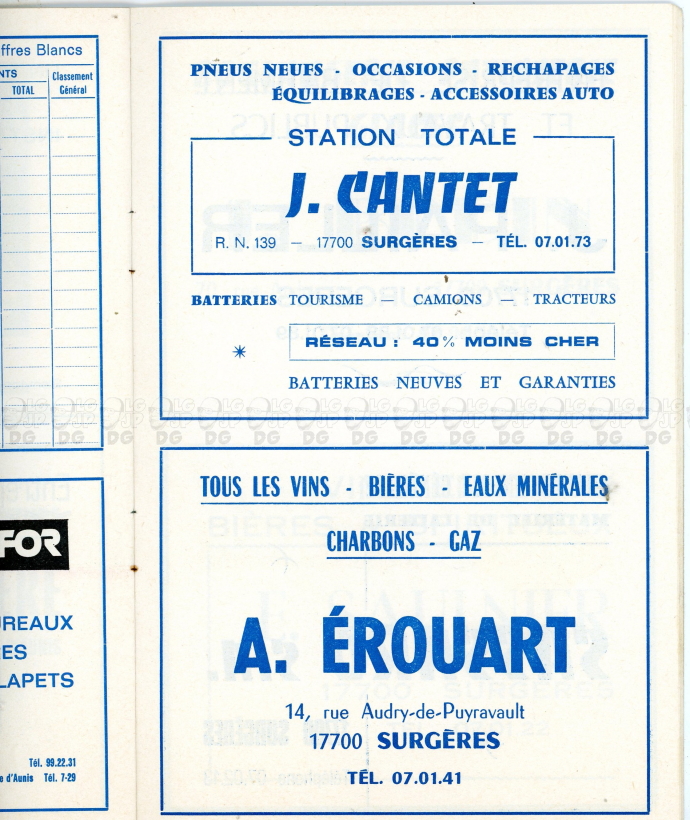 ffres Blancs
NTS
Classement
Général
TOTAL
FOR
UREAUX
ES
LAPETS
Tél. 99.22.31
e d'Aunis Tél. 7-29
PNEUS NEUFS - OCCASIONS - RECHAPAGES
ÉQUILIBRAGES - ACCESSOIRES AUTO
STATION TOTALE
J. CANTET
R. N. 139 — 17700 SURGÈRES — TÉL. 07.01.73
BATTERIES TOURISME — CAMIONS — TRACTEURS
* RÉSEAU : 40% MOINS CHER
BATTERIES NEUVES ET GARANTIES
TOUS LES VINS - BIÈRES - EAUX MINÉRALES
CHARBONS - GAZ
A. ÉROUART
14, rue Audry-de-Puyravault
17700 SURGÈRES
TÉL. 07.01.41